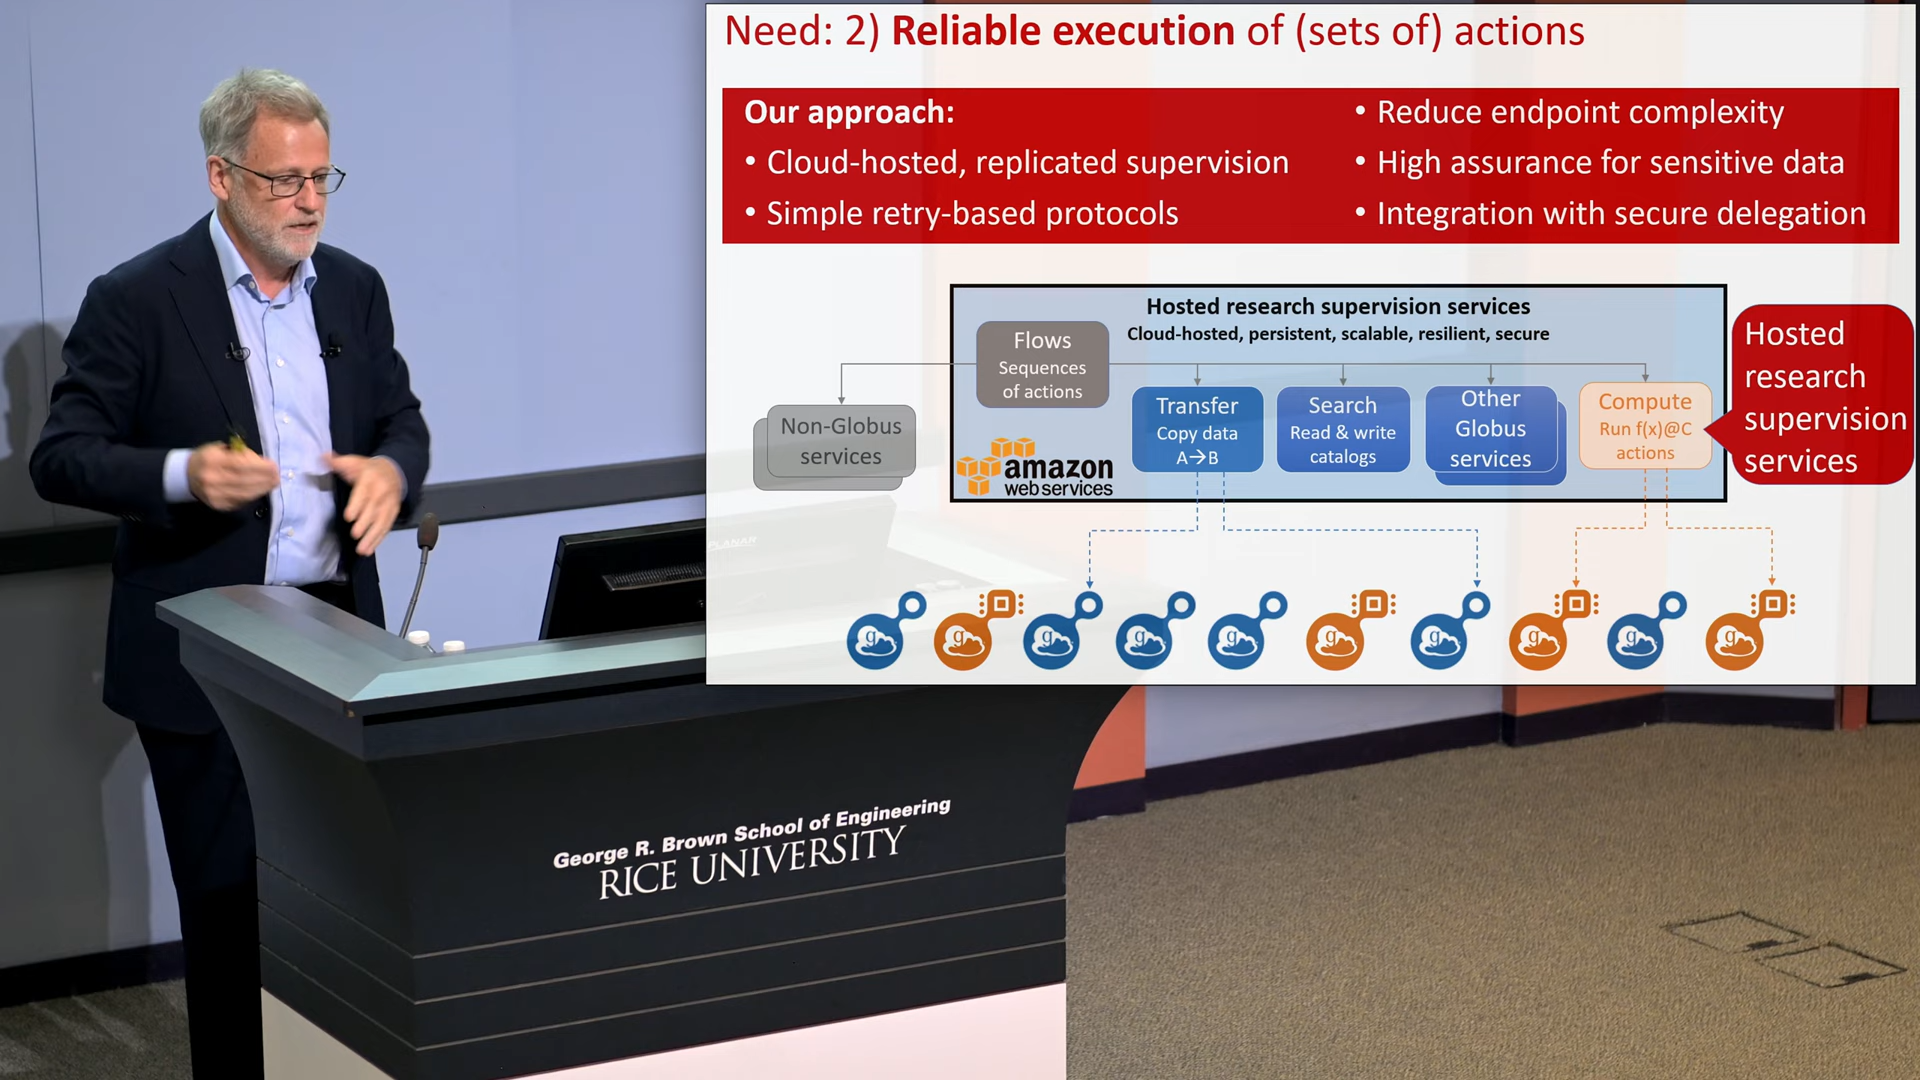 Need: 2) Reliable execution of (sets of) actions
Our approach:
• Cloud-hosted, replicated supervision
• Simple retry-based protocols
• Reduce endpoint complexity
• High assurance for sensitive data
• Integration with secure delegation
Hosted research supervision services
Cloud-hosted, persistent, scalable, resilient, secure
Flows
Sequences
of actions
Non-Globus
services
Transfer
Copy data
A→B
Search
Read & write
catalogs
Other
Globus
services
Compute
Run f(x)@C
actions
Hosted
research
supervision
services
amazon
webservices
PLANAR
g
g
g
g
g
g
g
g
g
g
George R. Brown School of Engineering
RICE UNIVERSITY